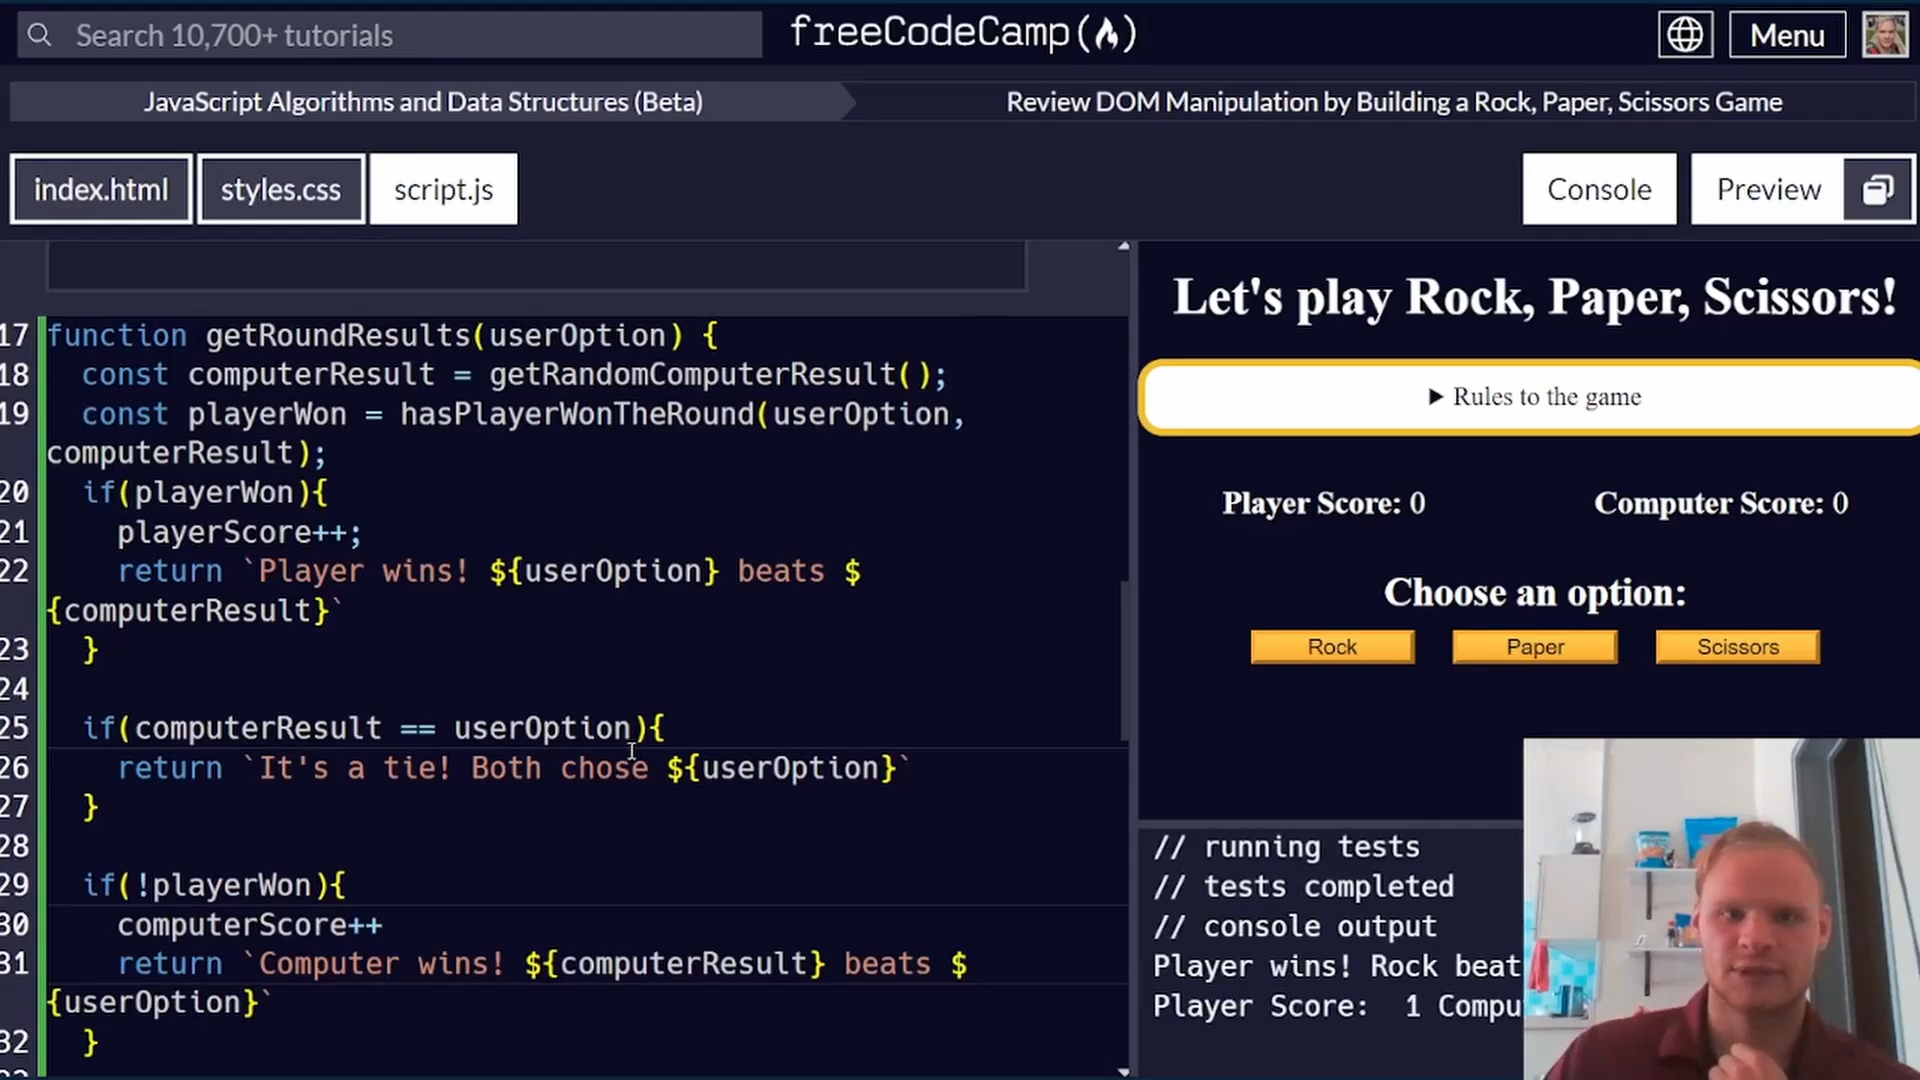 Search 10,700+ tutorials
freeCodeCamp(🔥)
Menu
JavaScript Algorithms and Data Structures (Beta)
Review DOM Manipulation by Building a Rock, Paper, Scissors Game
index.html
styles.css
script.js
Console
Preview
17 function getRoundResults(userOption) {
18   const computerResult = getRandomComputerResult();
19   const playerWon = hasPlayerWonTheRound(userOption,
computerResult);
20   if(playerWon){
21     playerScore++;
22     return `Player wins! ${userOption} beats $
{computerResult}`
23   }
24
25   if(computerResult == userOption){
26     return `It's a tie! Both chose ${userOption}`
27   }
28
29   if(!playerWon){
30     computerScore++
31     return `Computer wins! ${computerResult} beats $
{userOption}`
32   }
Let's play Rock, Paper, Scissors!
▶ Rules to the game
Player Score: 0
Computer Score: 0
Choose an option:
Rock
Paper
Scissors
// running tests
// tests completed
// console output
Player wins! Rock beat
Player Score:  1 Compu